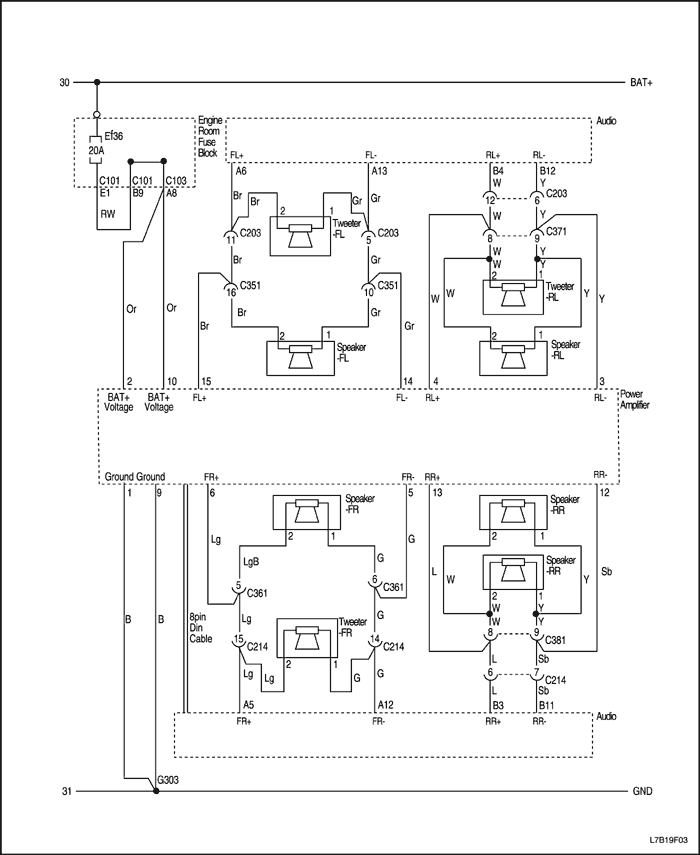 30 BAT+
Engine
Room
Fuse
Block
Audio
Ef36
20A
FL+ FL- RL+ RL-
A6 A13 B4 B12
C101 C101 C103
E1 B9 A8
RW
Br Br Gr Gr W Y
2 1
12 6 C203
Tweeter
-FL
W Y
11 C203 5 C203
8 9 C371
Br Gr W Y
W Y
2 1
16 C351 10 C351
Tweeter
-RL
W W Y Y
Or Or
Br Br Gr Gr
2 1
2 1
Speaker
-FL
Speaker
-RL
2 10 15 14 4 3
BAT+
Voltage
BAT+
Voltage
FL+ FL- RL+ RL-
Power
Amplifier
Ground Ground FR+ FR- RR+ RR-
1 9 6 5 13 12
Speaker
-FR
Speaker
-RR
2 1
2 1
Lg LgB G G
Speaker
-RR
L W Y Sb
2 1
5 C361 6 C361
W Y
W Y
B B
8pin
Din
Cable
Lg G
Tweeter
-FR
15 C214 14 C214
8 9 C381
2 1
L Sb
Lg Lg G G
6 7 C214
L Sb
A5 A12 B3 B11
FR+ FR- RR+ RR-
Audio
G303
31 GND
L7B19F03